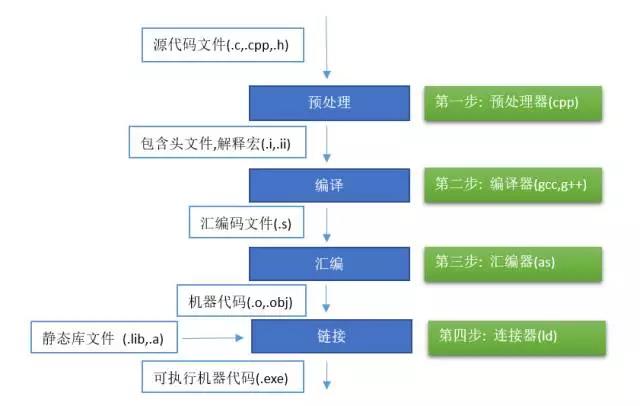 源代码文件(.c,.cpp,.h)
预处理
第一步: 预处理器(cpp)
包含头文件,解释宏(.i,.ii)
编译
第二步: 编译器(gcc,g++)
汇编码文件(.s)
汇编
第三步: 汇编器(as)
机器代码(.o,.obj)
静态库文件 (.lib,.a)
链接
第四步: 连接器(ld)
可执行机器代码(.exe)